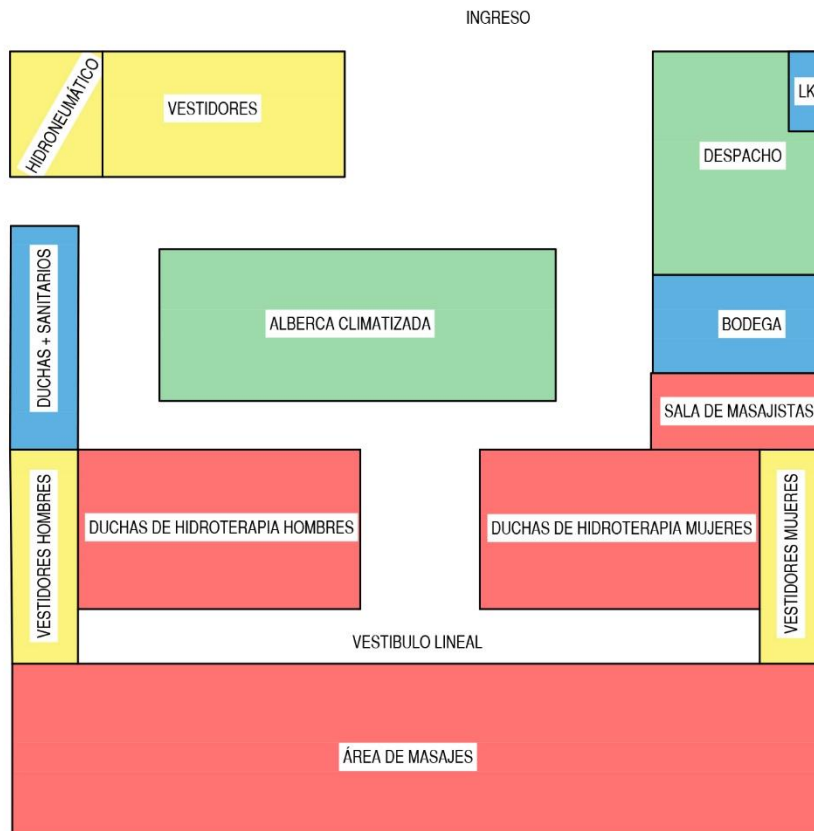 INGRESO
HIDRONEUMÁTICO
VESTIDORES
LK
DESPACHO
DUCHAS + SANITARIOS
ALBERCA CLIMATIZADA
BODEGA
SALA DE MASAJISTAS
VESTIDORES HOMBRES
DUCHAS DE HIDROTERAPIA HOMBRES
DUCHAS DE HIDROTERAPIA MUJERES
VESTIDORES MUJERES
VESTIBULO LINEAL
ÁREA DE MASAJES